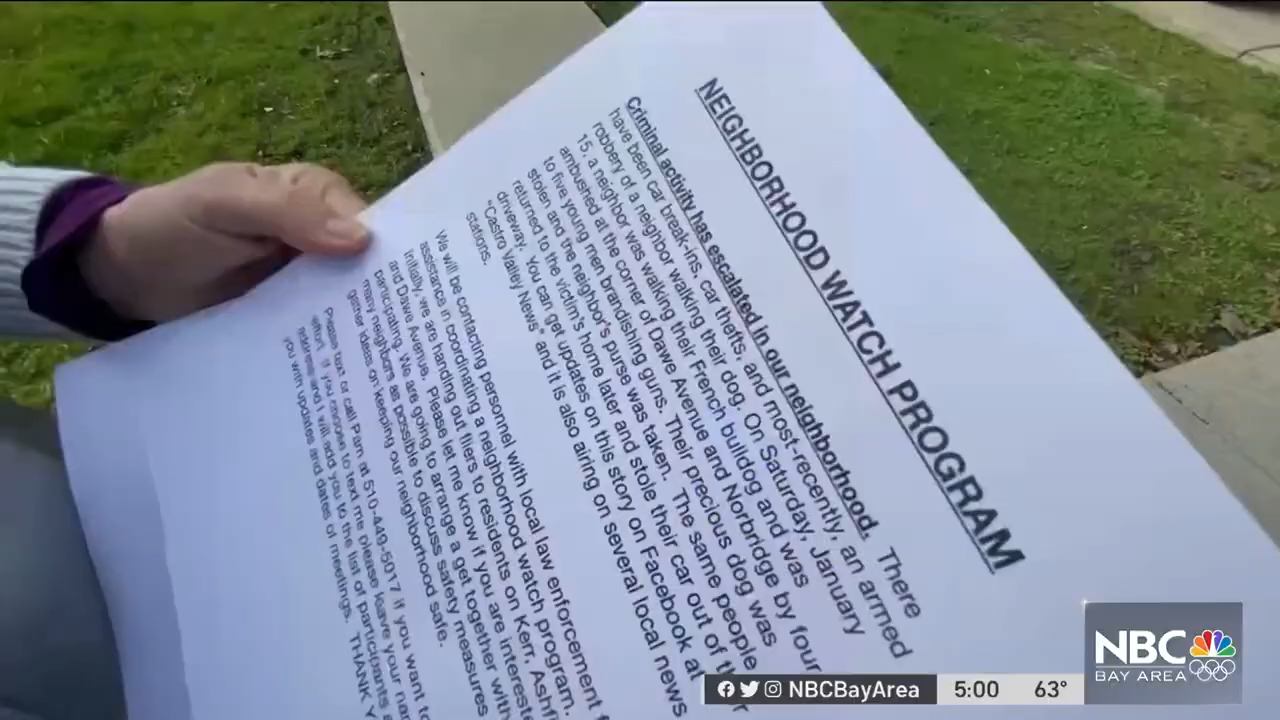 NEIGHBORHOOD WATCH PROGRAM
Criminal activity has escalated in our neighborhood. There
have been car break-ins, car thefts, and most-recently, an armed
robbery of a neighbor walking their dog. On Saturday, January
15, a neighbor was walking their French bulldog and was
ambushed at the corner of Dawe Avenue and Norbridge by four
to five young men brandishing guns. Their precious dog was
stolen and the neighbor's purse was taken. The same people
returned to the victim's home later and stole their car out of
driveway. You can get updates on this story on Facebook at
"Castro Valley News" and it is also airing on several local news
stations.
We will be contacting personnel with local law enforcement f
assistance in coordinating a neighborhood watch program.
Initially, we are handing out fliers to residents on Kerr, Ashf
and Dawe Avenue. Please let me know if you are intereste
participating. We are going to arrange a get together with
many neighbors as possible to discuss safety measures
gather ideas on keeping our neighborhood safe.
Please text or call Pam at 510-449-5017 if you want to
effort. If you choose to text me please leave your nam
address and I will add you to the list of participants a
you with updates and dates of meetings. THANK Y
NBCBayArea
5:00
63°
NBC
BAY AREA